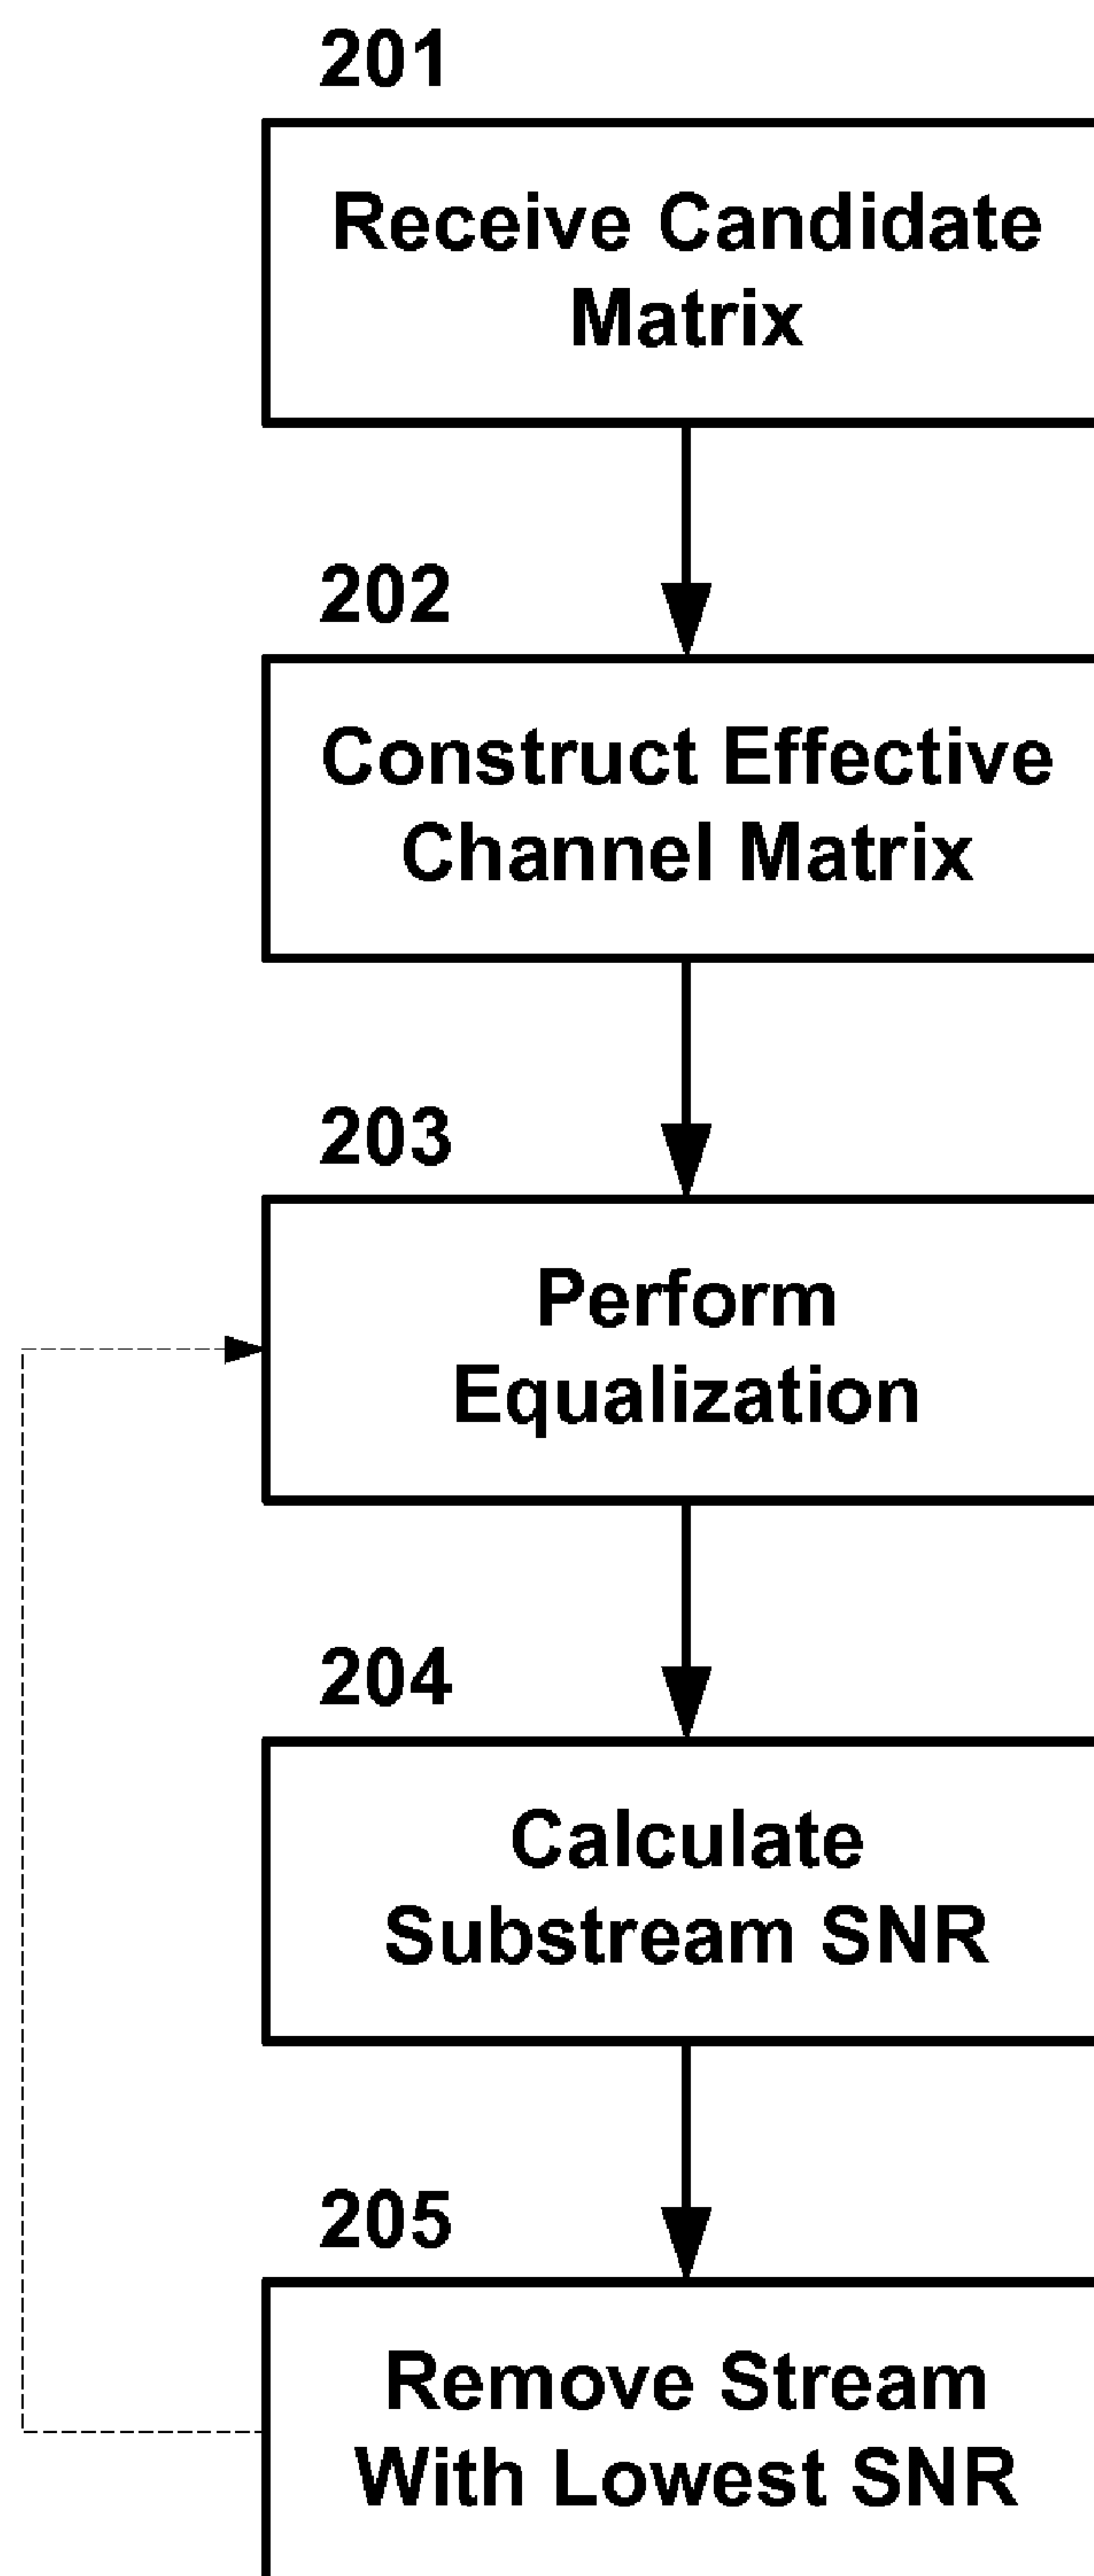 201
Receive Candidate
Matrix
202
Construct Effective
Channel Matrix
203
Perform
Equalization
204
Calculate
Substream SNR
205
Remove Stream
With Lowest SNR